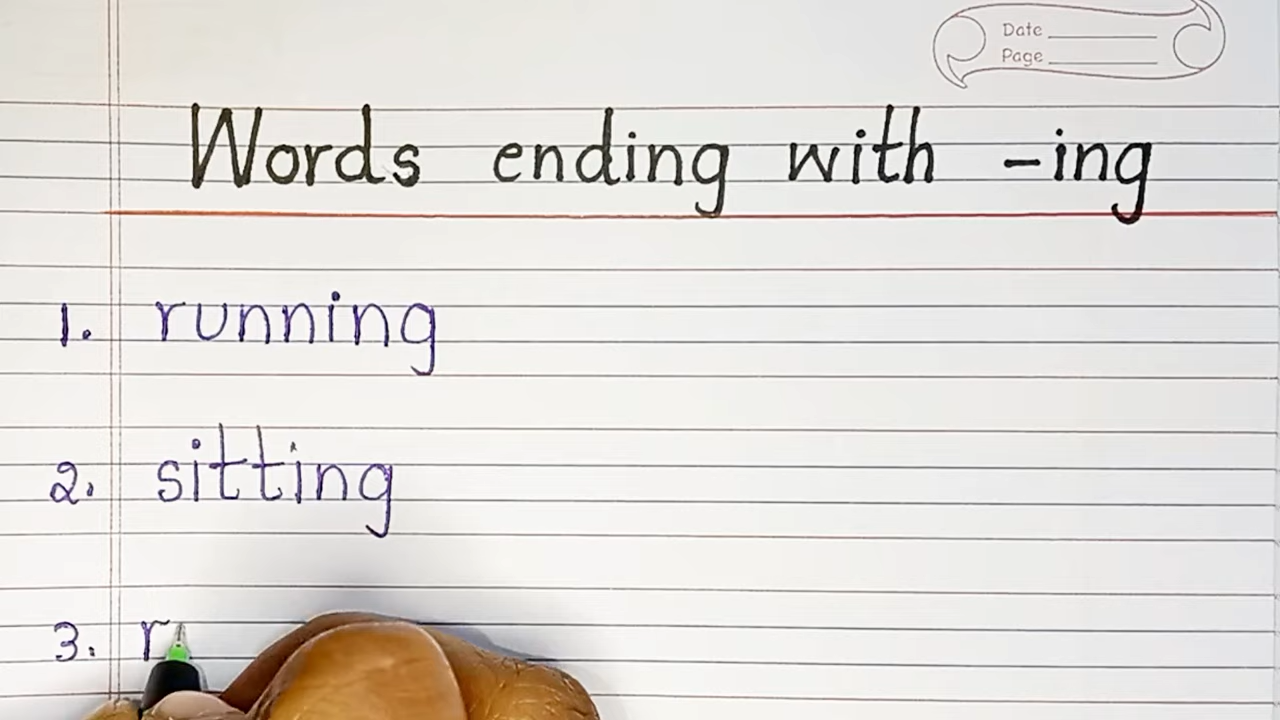 Date
Page
Words ending with -ing
1. running
2. sitting
3. r